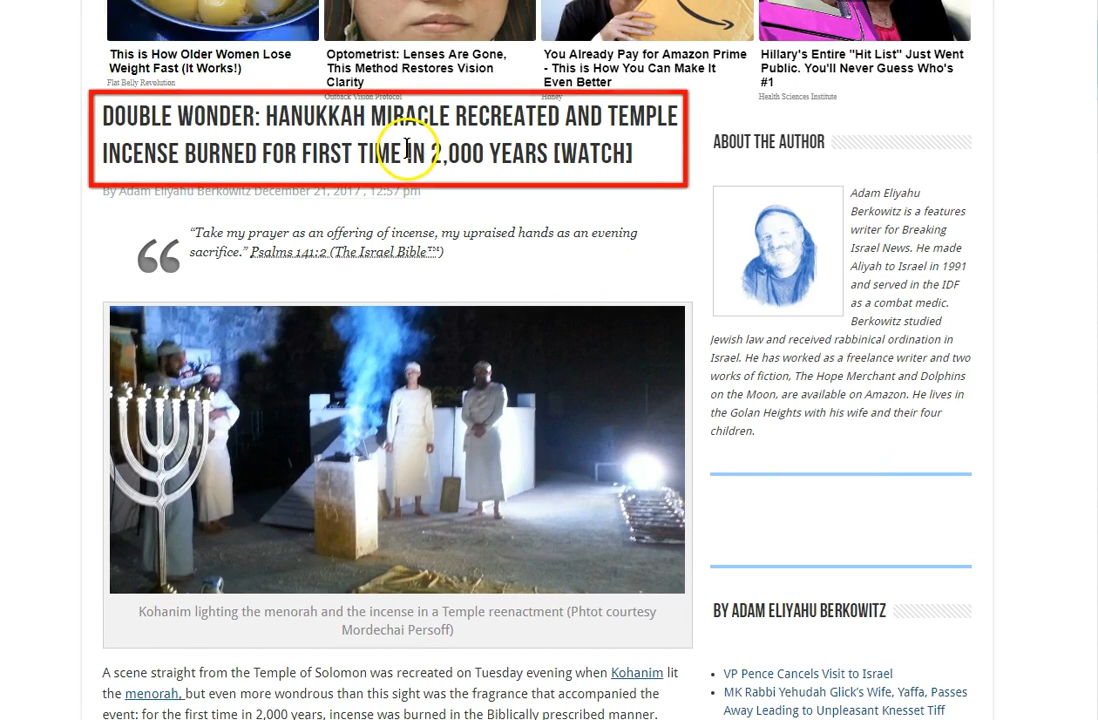 This is How Older Women Lose
Weight Fast (It Works!)
Flat Belly Revolution
Optometrist: Lenses Are Gone,
This Method Restores Vision
Clarity
Outback Vision Protocol
You Already Pay for Amazon Prime
- This is How You Can Make It
Even Better
Honey
Hillary's Entire "Hit List" Just Went
Public. You'll Never Guess Who's
#1
Health Sciences Institute
DOUBLE WONDER: HANUKKAH MIRACLE RECREATED AND TEMPLE
INCENSE BURNED FOR FIRST TIME IN 2,000 YEARS [WATCH]
By Adam Eliyahu Berkowitz December 21, 2017 , 12:57 pm
“Take my prayer as an offering of incense, my upraised hands as an evening
sacrifice.” Psalms 141:2 (The Israel Bible™)
Kohanim lighting the menorah and the incense in a Temple reenactment (Phtot courtesy
Mordechai Persoff)
A scene straight from the Temple of Solomon was recreated on Tuesday evening when Kohanim lit
the menorah, but even more wondrous than this sight was the fragrance that accompanied the
event: for the first time in 2,000 years, incense was burned in the Biblically prescribed manner.
ABOUT THE AUTHOR
Adam Eliyahu
Berkowitz is a features
writer for Breaking
Israel News. He made
Aliyah to Israel in 1991
and served in the IDF
as a combat medic.
Berkowitz studied
Jewish law and received rabbinical ordination in
Israel. He has worked as a freelance writer and two
works of fiction, The Hope Merchant and Dolphins
on the Moon, are available on Amazon. He lives in
the Golan Heights with his wife and their four
children.
BY ADAM ELIYAHU BERKOWITZ
VP Pence Cancels Visit to Israel
MK Rabbi Yehudah Glick’s Wife, Yaffa, Passes
Away Leading to Unpleasant Knesset Tiff